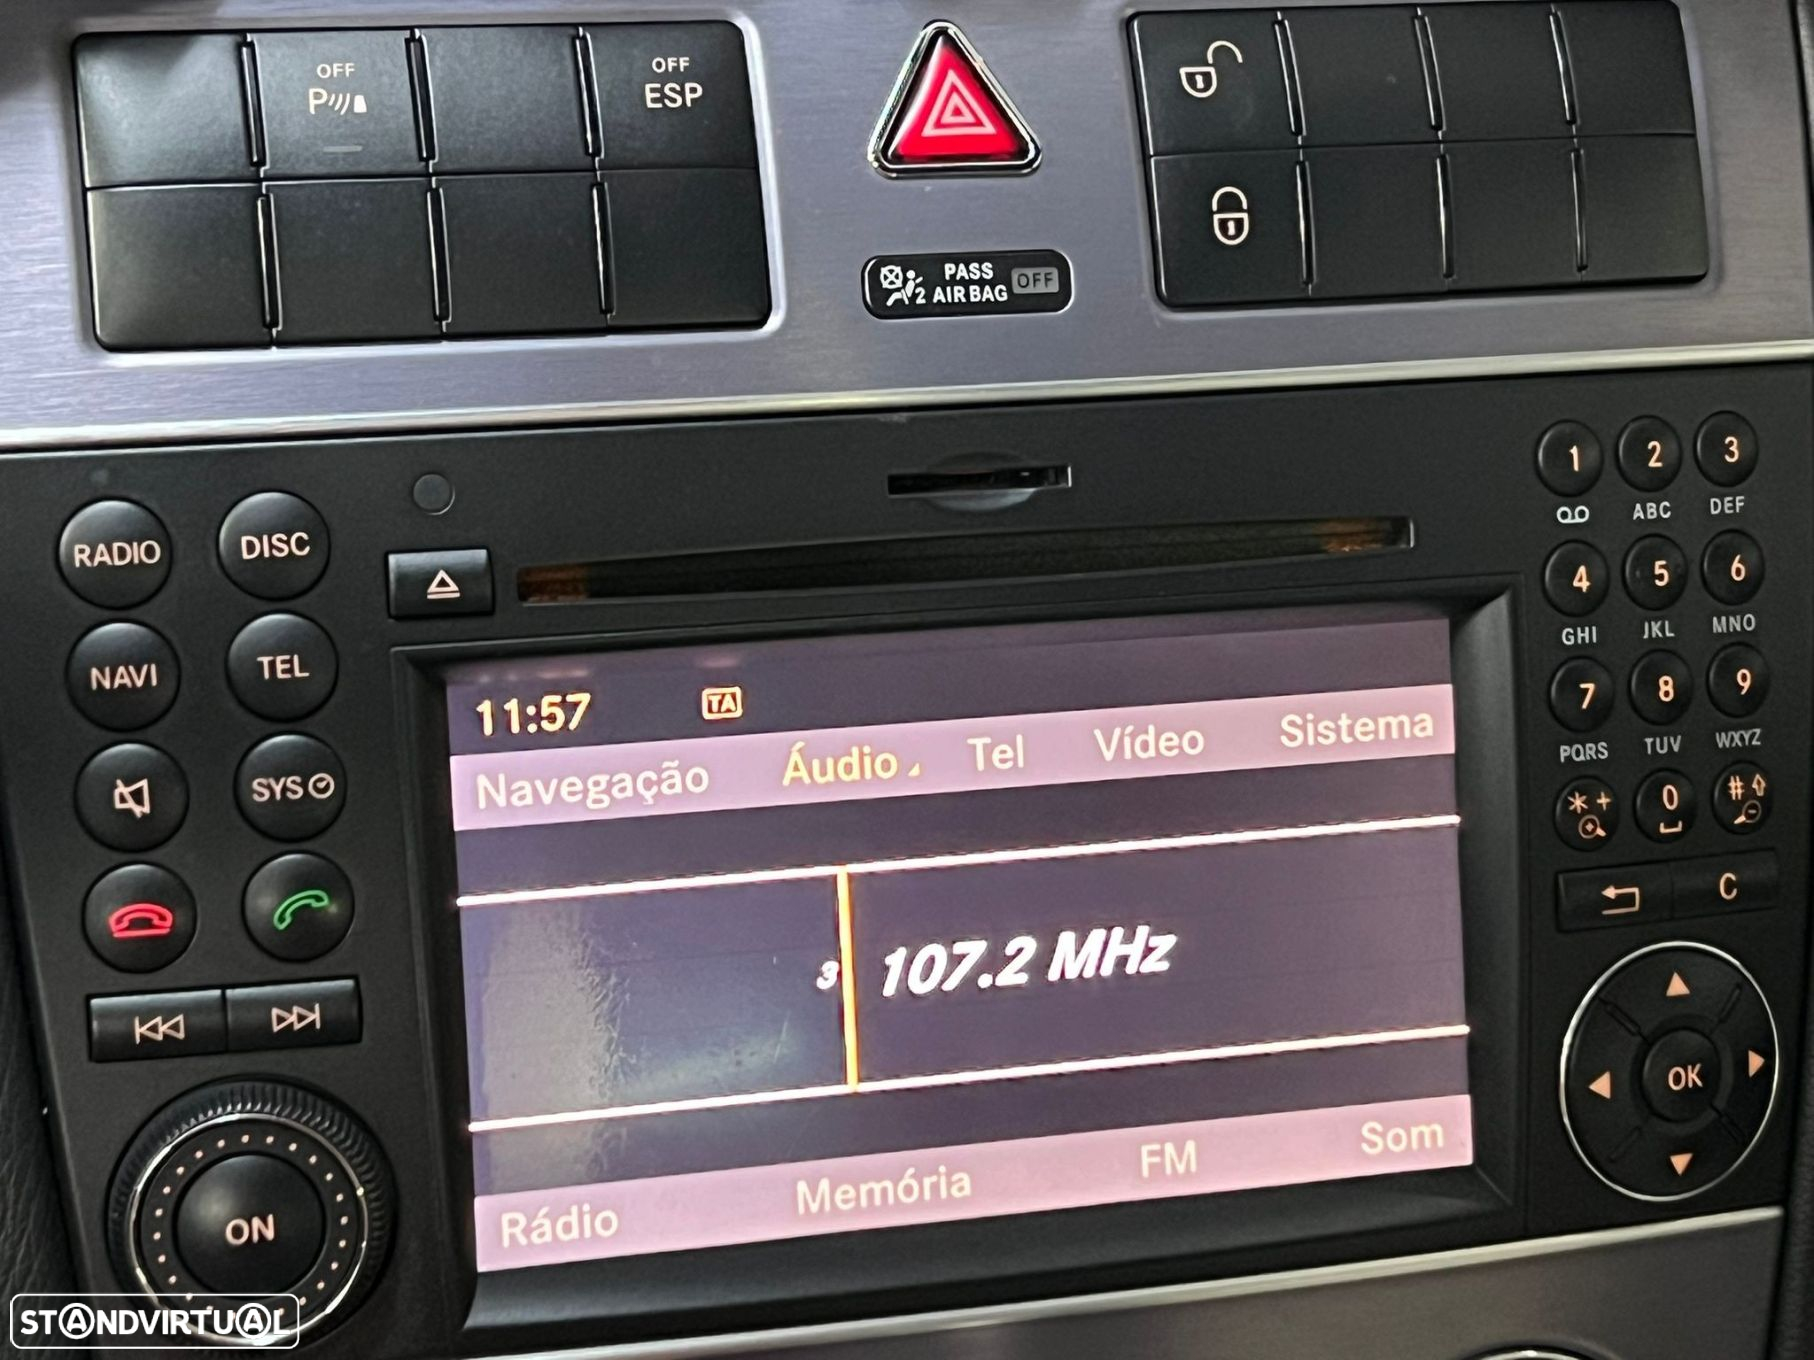 OFF
P
OFF
ESP
PASS
2 AIR BAG
OFF
RADIO
DISC
NAVI
TEL
SYS
ON
11:57
TA
Navegação
Áudio
Tel
Vídeo
Sistema
3
107.2 MHz
Rádio
Memória
FM
Som
1
2
3
ABC
DEF
4
5
6
GHI
JKL
MNO
7
8
9
PQRS
TUV
WXYZ
* +
0
#
C
OK
STANDVIRTUAL